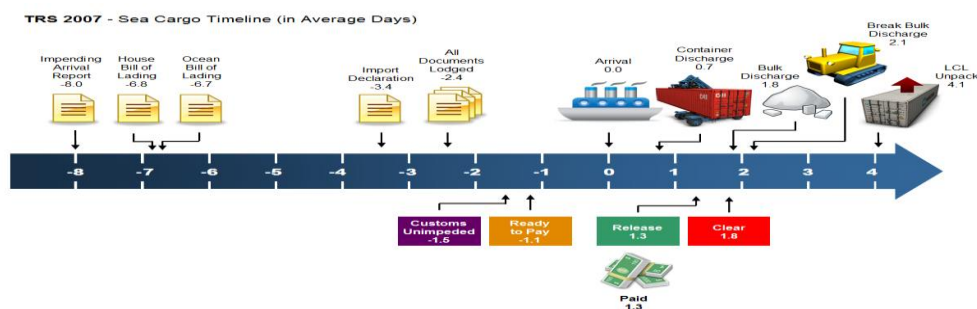 TRS 2007 - Sea Cargo Timeline (in Average Days)
Impending
Arrival
Report
-8.0
House
Bill of
Lading
-6.8
Ocean
Bill of
Lading
-6.7
Import
Declaration
-3.4
All
Documents
Lodged
-2.4
Arrival
0.0
Container
Discharge
0.7
Bulk
Discharge
1.8
Break Bulk
Discharge
2.1
LCL
Unpack
4.1
-8 -7 -6 -5 -4 -3 -2 -1 0 1 2 3 4
Customs
Unimpeded
-1.5
Ready
to Pay
-1.1
Release
1.3
Clear
1.8
Paid
1.3